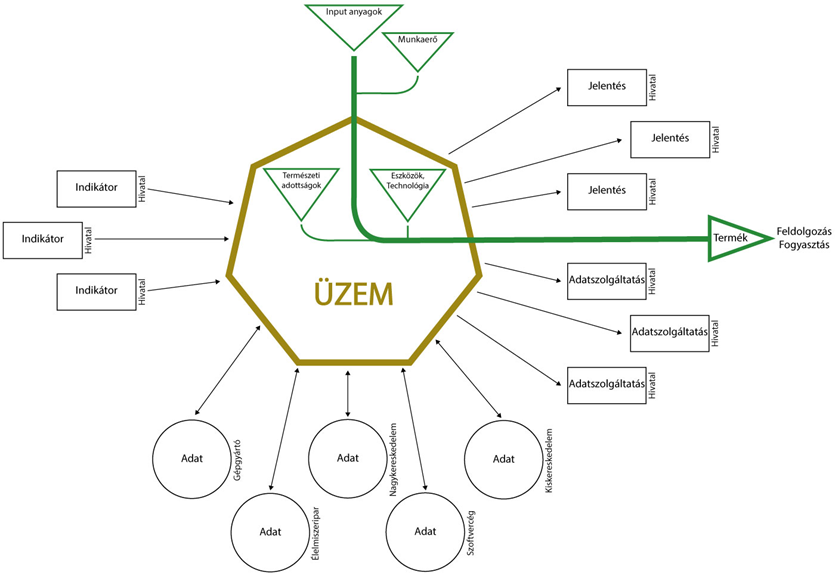 Input anyagok
Munkaerő
Jelentés
Hivatal
Jelentés
Hivatal
Természeti
adottságok
Eszközök,
Technológia
Jelentés
Hivatal
Indikátor
Hivatal
Indikátor
Hivatal
Indikátor
Hivatal
Termék
Feldolgozás
Fogyasztás
ÜZEM
Adatszolgáltatás
Hivatal
Adatszolgáltatás
Hivatal
Adatszolgáltatás
Hivatal
Adat
Gépgyártó
Adat
Élelmiszeripar
Adat
Nagykereskedelem
Adat
Szoftvercég
Adat
Kiskereskedelem